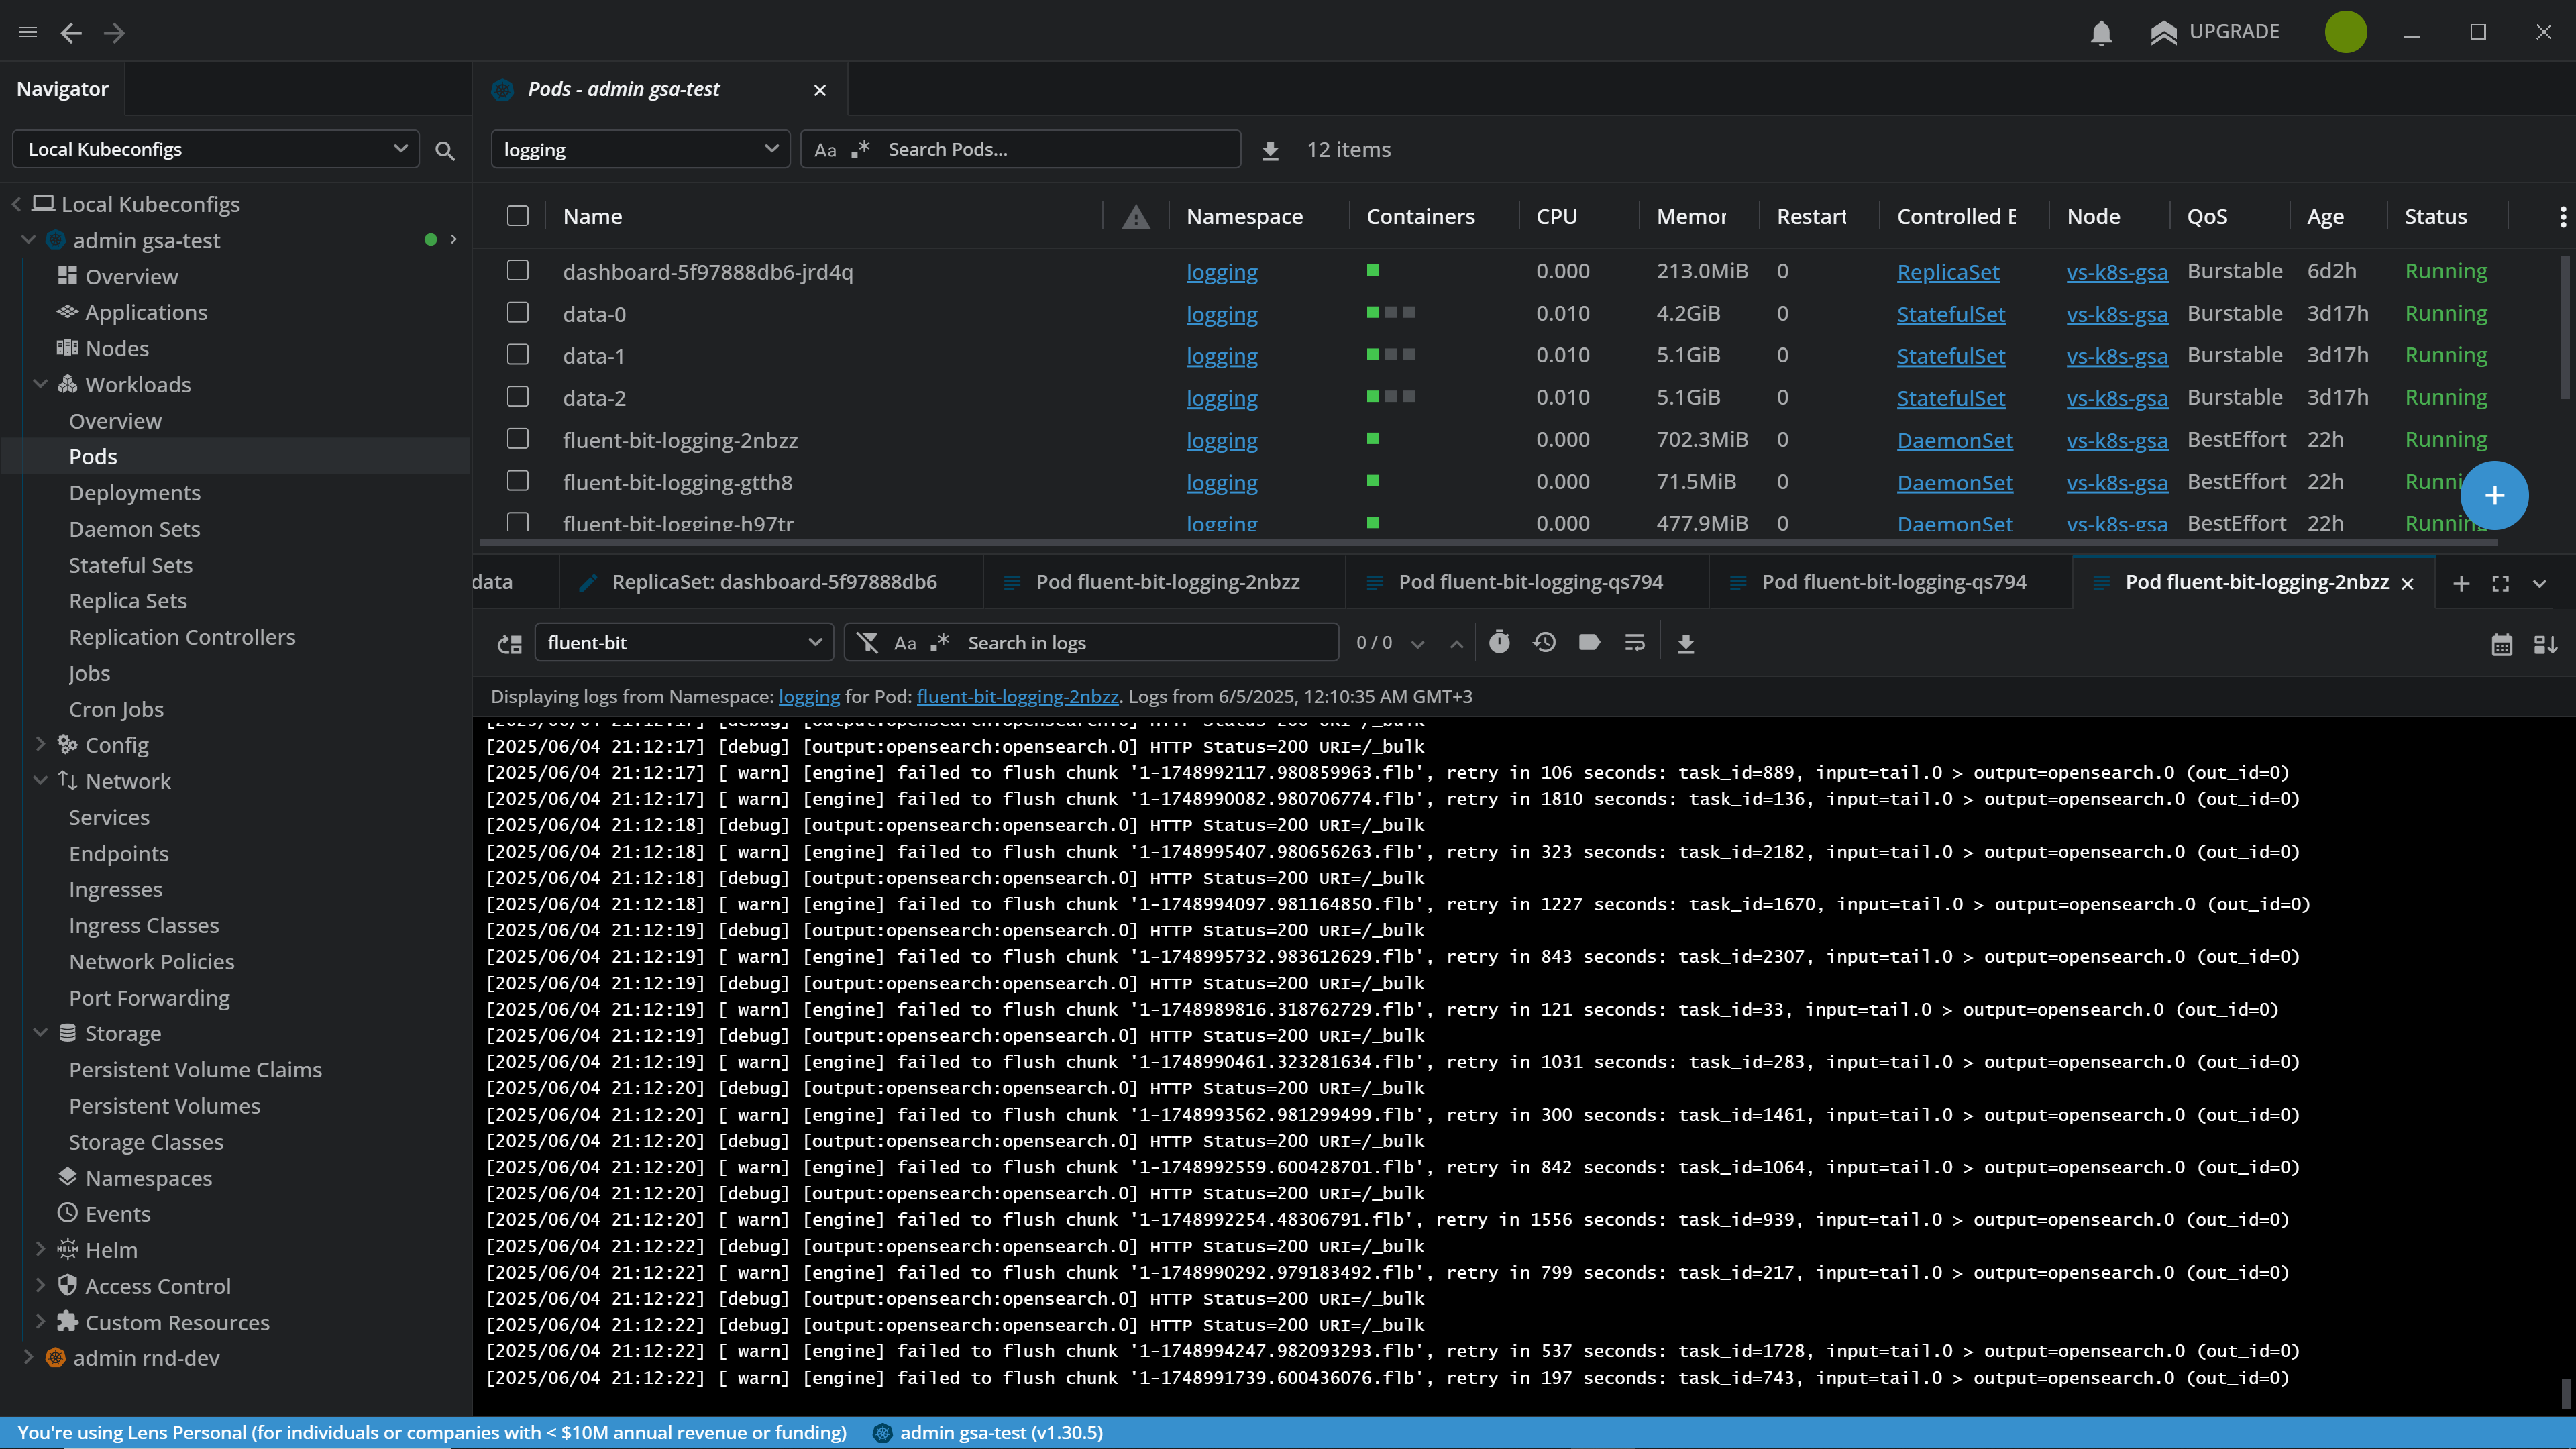 UPGRADE
Navigator
Pods - admin gsa-test
Local Kubeconfigs
logging
Aa .* Search Pods...
12 items
Local Kubeconfigs
admin gsa-test
Overview
Applications
Nodes
Workloads
Overview
Pods
Deployments
Daemon Sets
Stateful Sets
Replica Sets
Replication Controllers
Jobs
Cron Jobs
Config
Network
Services
Endpoints
Ingresses
Ingress Classes
Network Policies
Port Forwarding
Storage
Persistent Volume Claims
Persistent Volumes
Storage Classes
Namespaces
Events
HELM Helm
Access Control
Custom Resources
admin rnd-dev
Name Namespace Containers CPU Memor Restart Controlled E Node QoS Age Status
dashboard-5f97888db6-jrd4q logging 0.000 213.0MiB 0 ReplicaSet vs-k8s-gsa Burstable 6d2h Running
data-0 logging 0.010 4.2GiB 0 StatefulSet vs-k8s-gsa Burstable 3d17h Running
data-1 logging 0.010 5.1GiB 0 StatefulSet vs-k8s-gsa Burstable 3d17h Running
data-2 logging 0.010 5.1GiB 0 StatefulSet vs-k8s-gsa Burstable 3d17h Running
fluent-bit-logging-2nbzz logging 0.000 702.3MiB 0 DaemonSet vs-k8s-gsa BestEffort 22h Running
fluent-bit-logging-gtth8 logging 0.000 71.5MiB 0 DaemonSet vs-k8s-gsa BestEffort 22h Runni
fluent-bit-logging-h97tr logging 0.000 477.9MiB 0 DaemonSet vs-k8s-gsa BestEffort 22h Running
data ReplicaSet: dashboard-5f97888db6 Pod fluent-bit-logging-2nbzz Pod fluent-bit-logging-qs794 Pod fluent-bit-logging-qs794 Pod fluent-bit-logging-2nbzz
fluent-bit Aa .* Search in logs 0 / 0
Displaying logs from Namespace: logging for Pod: fluent-bit-logging-2nbzz. Logs from 6/5/2025, 12:10:35 AM GMT+3
[2025/06/04 21:12:17] [debug] [output:opensearch:opensearch.0] HTTP Status=200 URI=/_bulk
[2025/06/04 21:12:17] [debug] [output:opensearch:opensearch.0] HTTP Status=200 URI=/_bulk
[2025/06/04 21:12:17] [ warn] [engine] failed to flush chunk '1-1748992117.980859963.flb', retry in 106 seconds: task_id=889, input=tail.0 > output=opensearch.0 (out_id=0)
[2025/06/04 21:12:17] [ warn] [engine] failed to flush chunk '1-1748990082.980706774.flb', retry in 1810 seconds: task_id=136, input=tail.0 > output=opensearch.0 (out_id=0)
[2025/06/04 21:12:18] [debug] [output:opensearch:opensearch.0] HTTP Status=200 URI=/_bulk
[2025/06/04 21:12:18] [ warn] [engine] failed to flush chunk '1-1748995407.980656263.flb', retry in 323 seconds: task_id=2182, input=tail.0 > output=opensearch.0 (out_id=0)
[2025/06/04 21:12:18] [debug] [output:opensearch:opensearch.0] HTTP Status=200 URI=/_bulk
[2025/06/04 21:12:18] [ warn] [engine] failed to flush chunk '1-1748994097.981164850.flb', retry in 1227 seconds: task_id=1670, input=tail.0 > output=opensearch.0 (out_id=0)
[2025/06/04 21:12:19] [debug] [output:opensearch:opensearch.0] HTTP Status=200 URI=/_bulk
[2025/06/04 21:12:19] [ warn] [engine] failed to flush chunk '1-1748995732.983612629.flb', retry in 843 seconds: task_id=2307, input=tail.0 > output=opensearch.0 (out_id=0)
[2025/06/04 21:12:19] [debug] [output:opensearch:opensearch.0] HTTP Status=200 URI=/_bulk
[2025/06/04 21:12:19] [ warn] [engine] failed to flush chunk '1-1748989816.318762729.flb', retry in 121 seconds: task_id=33, input=tail.0 > output=opensearch.0 (out_id=0)
[2025/06/04 21:12:19] [debug] [output:opensearch:opensearch.0] HTTP Status=200 URI=/_bulk
[2025/06/04 21:12:19] [ warn] [engine] failed to flush chunk '1-1748990461.323281634.flb', retry in 1031 seconds: task_id=283, input=tail.0 > output=opensearch.0 (out_id=0)
[2025/06/04 21:12:20] [debug] [output:opensearch:opensearch.0] HTTP Status=200 URI=/_bulk
[2025/06/04 21:12:20] [ warn] [engine] failed to flush chunk '1-1748993562.981299499.flb', retry in 300 seconds: task_id=1461, input=tail.0 > output=opensearch.0 (out_id=0)
[2025/06/04 21:12:20] [debug] [output:opensearch:opensearch.0] HTTP Status=200 URI=/_bulk
[2025/06/04 21:12:20] [ warn] [engine] failed to flush chunk '1-1748992559.600428701.flb', retry in 842 seconds: task_id=1064, input=tail.0 > output=opensearch.0 (out_id=0)
[2025/06/04 21:12:20] [debug] [output:opensearch:opensearch.0] HTTP Status=200 URI=/_bulk
[2025/06/04 21:12:20] [ warn] [engine] failed to flush chunk '1-1748992254.48306791.flb', retry in 1556 seconds: task_id=939, input=tail.0 > output=opensearch.0 (out_id=0)
[2025/06/04 21:12:22] [debug] [output:opensearch:opensearch.0] HTTP Status=200 URI=/_bulk
[2025/06/04 21:12:22] [ warn] [engine] failed to flush chunk '1-1748990292.979183492.flb', retry in 799 seconds: task_id=217, input=tail.0 > output=opensearch.0 (out_id=0)
[2025/06/04 21:12:22] [debug] [output:opensearch:opensearch.0] HTTP Status=200 URI=/_bulk
[2025/06/04 21:12:22] [debug] [output:opensearch:opensearch.0] HTTP Status=200 URI=/_bulk
[2025/06/04 21:12:22] [ warn] [engine] failed to flush chunk '1-1748994247.982093293.flb', retry in 537 seconds: task_id=1728, input=tail.0 > output=opensearch.0 (out_id=0)
[2025/06/04 21:12:22] [ warn] [engine] failed to flush chunk '1-1748991739.600436076.flb', retry in 197 seconds: task_id=743, input=tail.0 > output=opensearch.0 (out_id=0)
You're using Lens Personal (for individuals or companies with < $10M annual revenue or funding) admin gsa-test (v1.30.5)